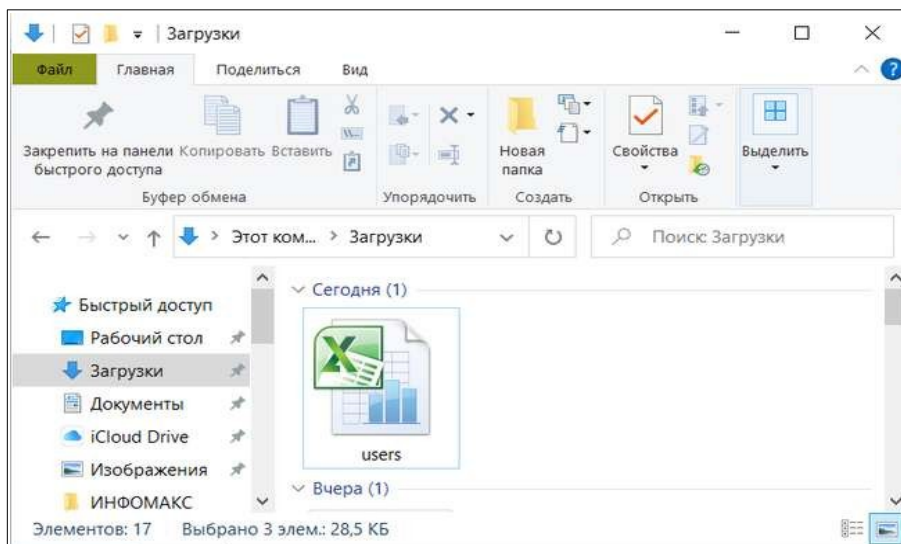 Загрузки
Файл Главная Поделиться Вид
Закрепить на панели быстрого доступа
Копировать
Вставить
Буфер обмена
Упорядочить
Новая папка
Создать
Свойства
Открыть
Выделить
Этот ком... > Загрузки
Поиск: Загрузки
Быстрый доступ
Рабочий стол
Загрузки
Документы
iCloud Drive
Изображения
ИНФОМАКС
Сегодня (1)
users
Вчера (1)
Элементов: 17 Выбрано 3 элем.: 28,5 КБ